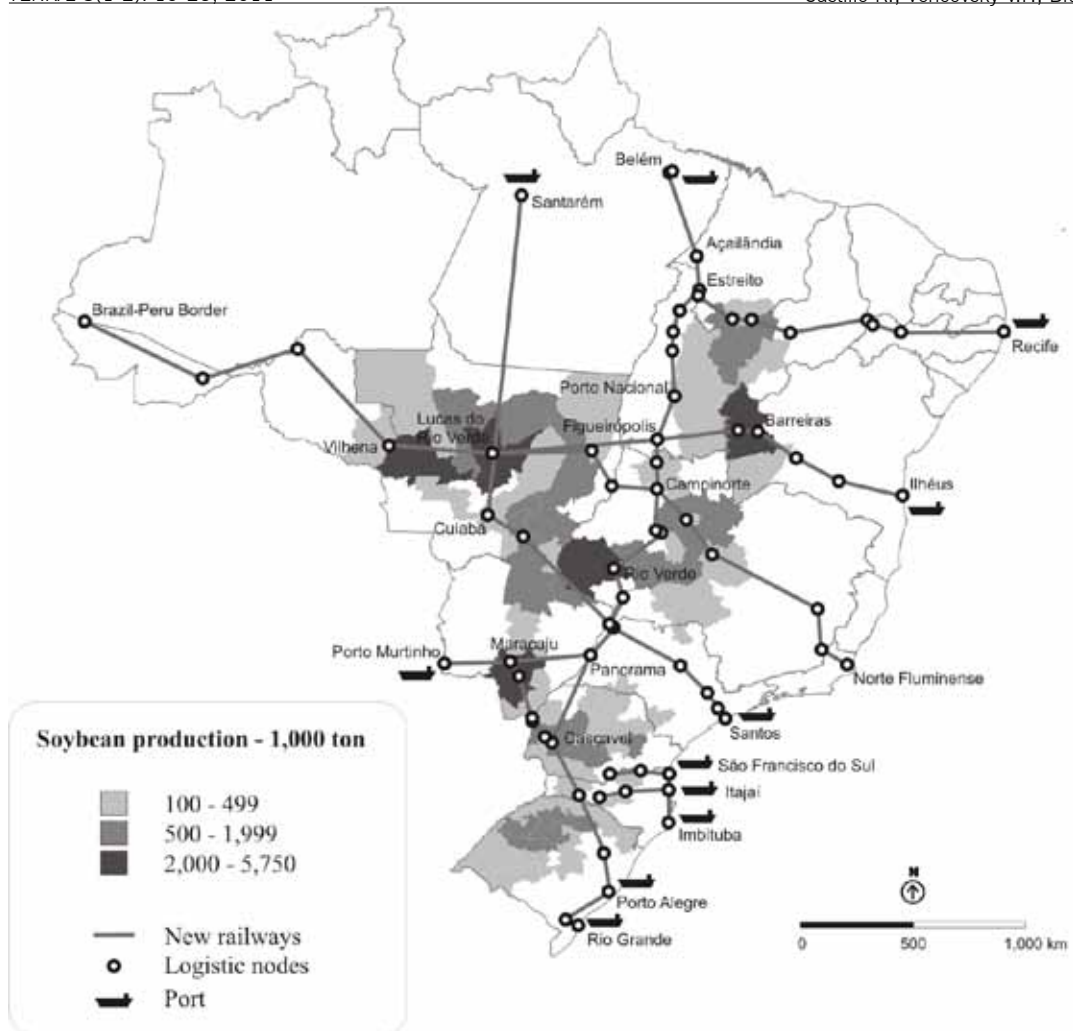 Belém
Santarém
Açailândia
Estreito
Brazil-Peru Border
Recife
Porto Nacional
Lucas do
Rio Verde
Figueirópolis
Barreiras
Vilhena
Ilhéus
Campinorte
Cuiabá
Rio Verde
Maracaju
Porto Murtinho
Panorama
Norte Fluminense
Santos
Cascavel
São Francisco do Sul
Itajaí
Imbituba
Porto Alegre
Rio Grande
Soybean production - 1,000 ton
100 - 499
500 - 1,999
2,000 - 5,750
New railways
Logistic nodes
Port
N
0 500 1,000 km